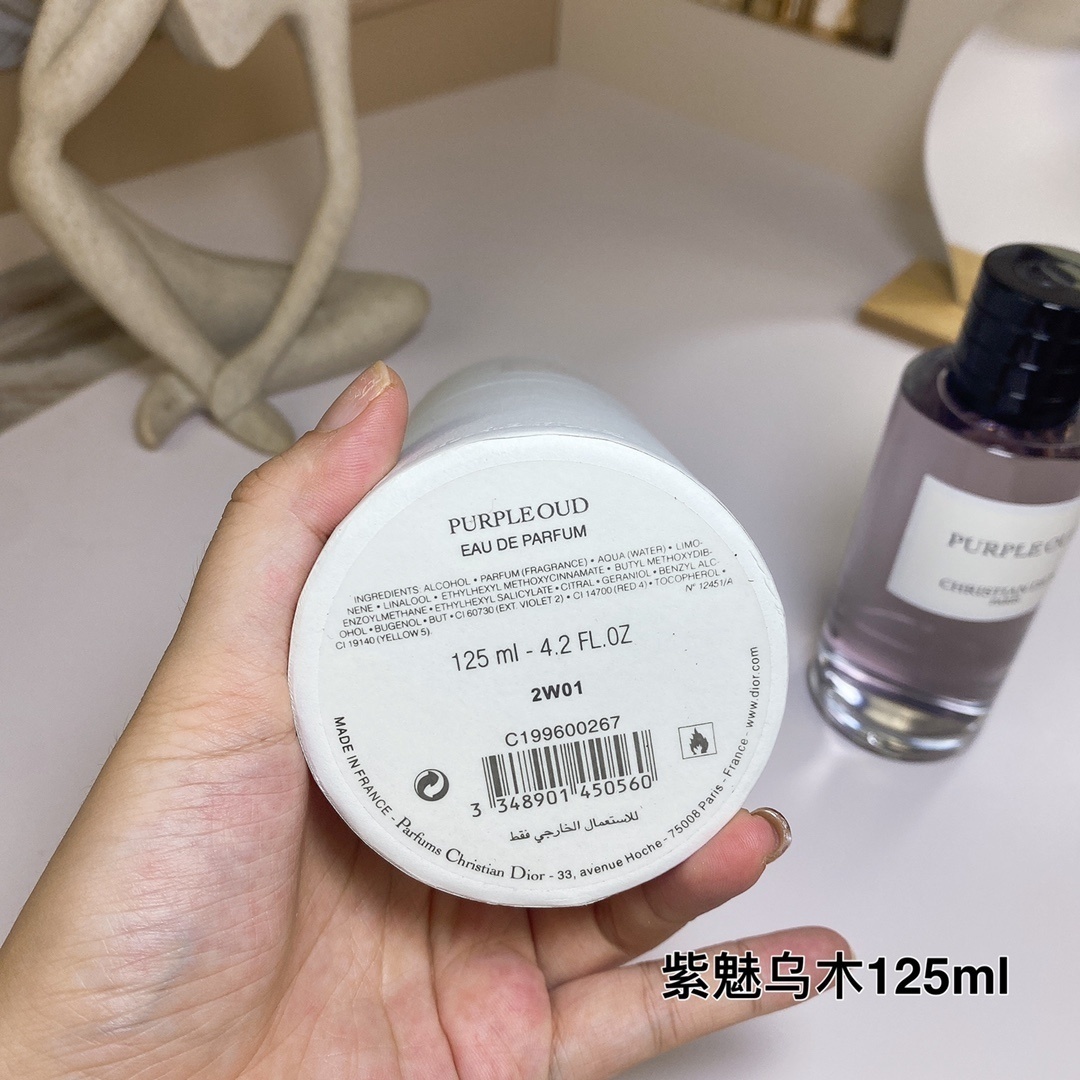 PURPLE OUD
EAU DE PARFUM
INGREDIENTS: ALCOHOL • PARFUM (FRAGRANCE) • AQUA (WATER) • LIMO-
NENE • LINALOOL • ETHYLHEXYL METHOXYCINNAMATE • BUTYL METHOXYDIB-
ENZOYLMETHANE • ETHYLHEXYL SALICYLATE • CITRAL • GERANIOL • BENZYL ALC-
OHOL • BUGENOL • BUT • CI 60730 (EXT. VIOLET 2) • CI 14700 (RED 4) • TOCOPHEROL •
CI 19140 (YELLOW 5).
N° 12451/A
125 ml - 4.2 FL.OZ
2W01
C199600267
3 348901 450560
للاستعمال الخارجي فقط
MADE IN FRANCE - Parfums Christian Dior - 33, avenue Hoche - 75008 Paris - France - www.dior.com
PURPLE OU
CHRISTIAN
PARIS
紫魅乌木125ml